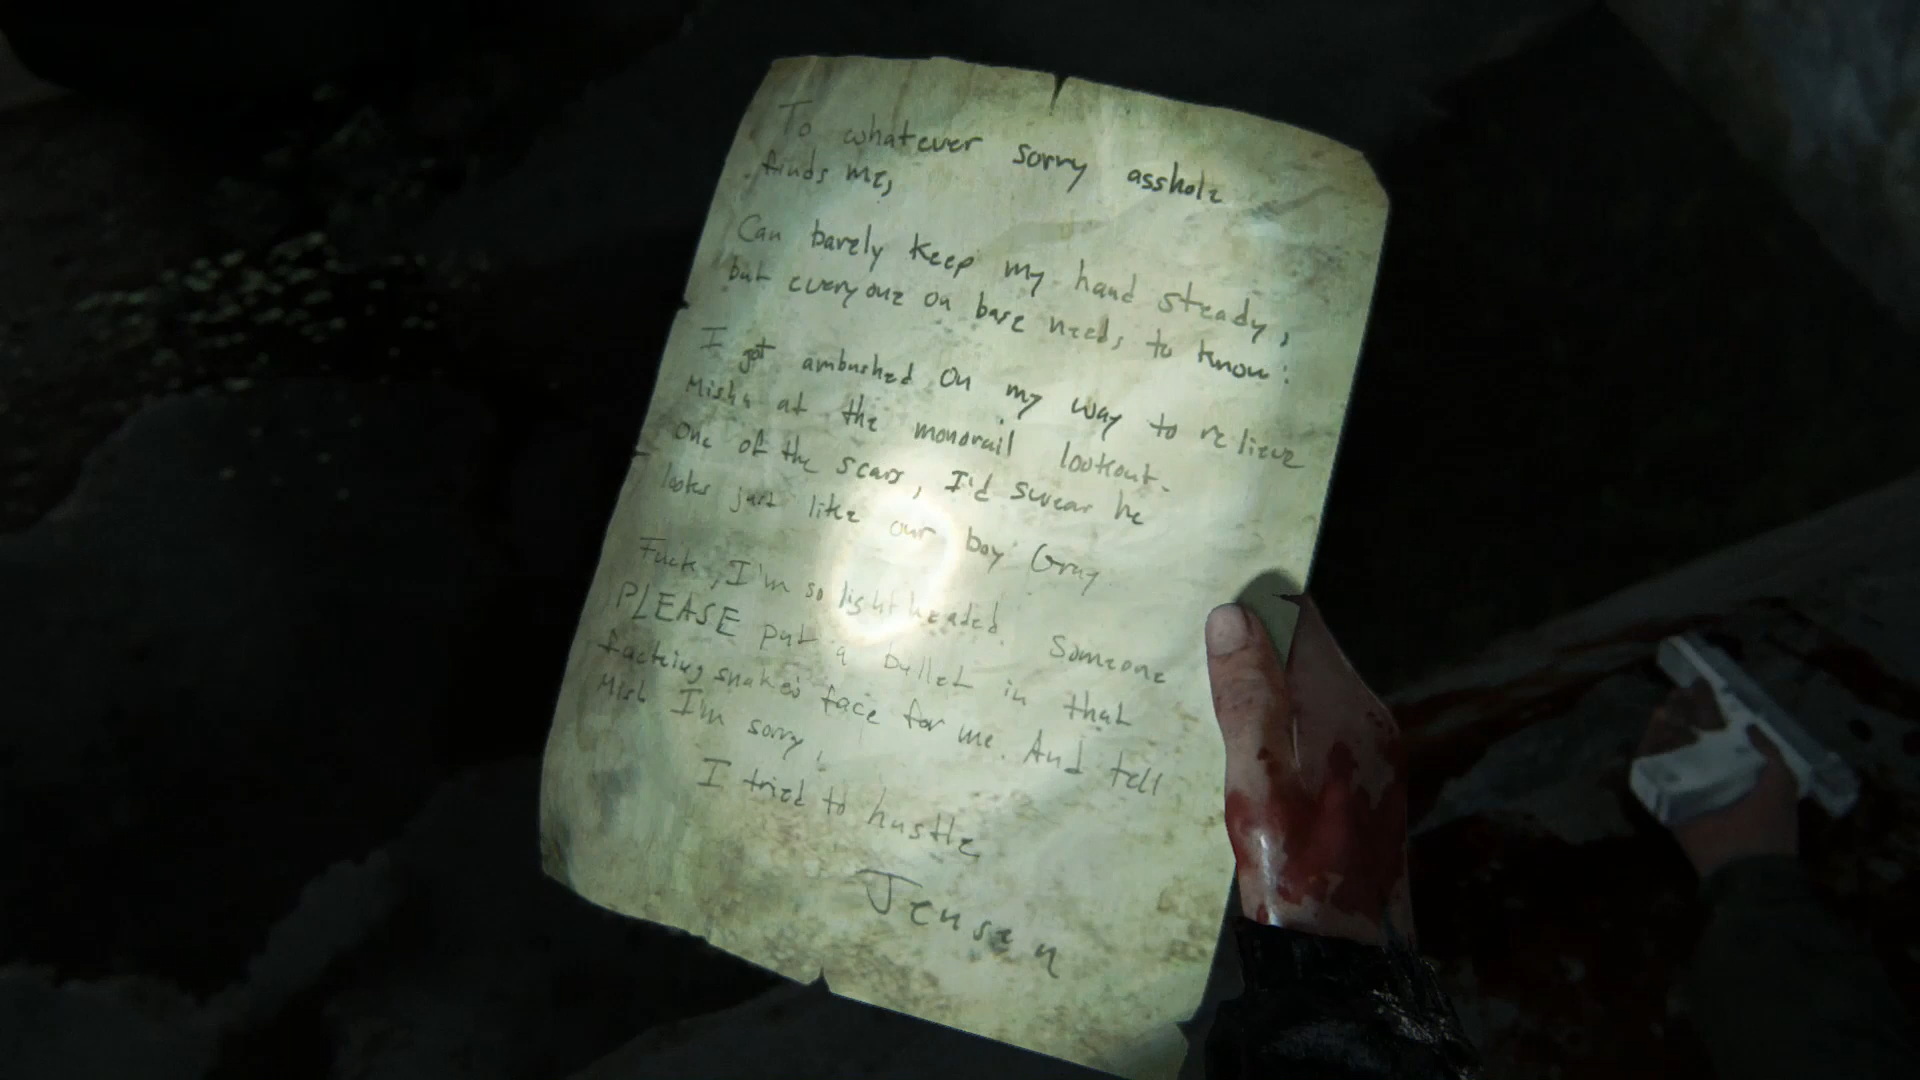 To whatever sorry asshole
finds me,
Can barely keep my hand steady,
but everyone on base needs to know:
I got ambushed on my way to relieve
Misha at the monorail lookout.
One of the scars, I'd swear he
looks just like our boy Gray
Fuck, I'm so lightheaded. Someone
PLEASE put a bullet in that
fucking snake's face for me. And tell
Mish I'm sorry,
I tried to hustle,
Jensen